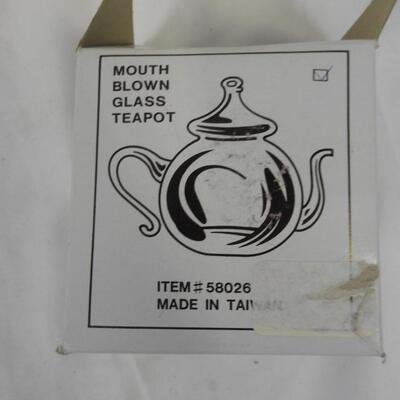 MOUTH
BLOWN
GLASS
TEAPOT
ITEM#58026
MADE IN TAIWAN